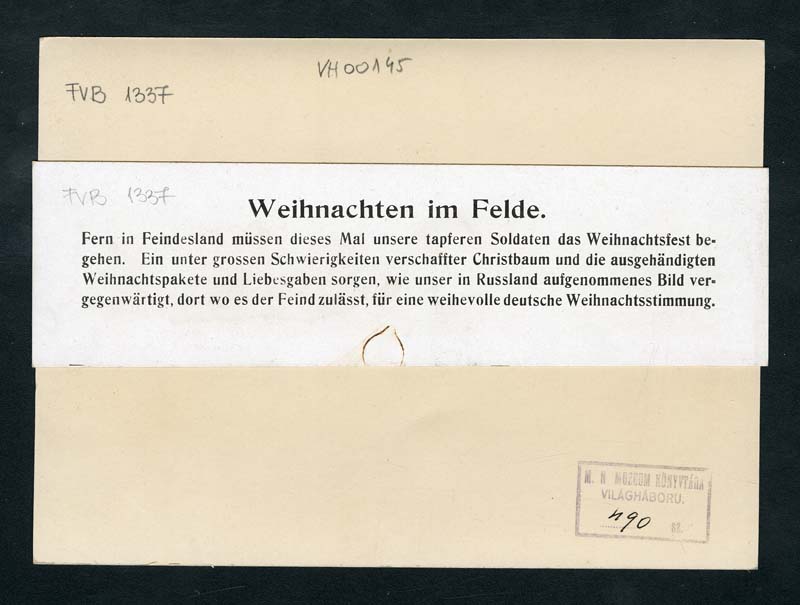 VH00145
FVB 1337
FVB 1337
Weihnachten im Felde.
Fern in Feindesland müssen dieses Mal unsere tapferen Soldaten das Weihnachtsfest be-
gehen. Ein unter grossen Schwierigkeiten verschaffter Christbaum und die ausgehändigten
Weihnachtspakete und Liebesgaben sorgen, wie unser in Russland aufgenommenes Bild ver-
gegenwärtigt, dort wo es der Feind zulässt, für eine weihevolle deutsche Weihnachtsstimmung.
M. N. MUZEUM KÖNYVTÁRA
VILÁGHÁBORU.
490 sz.